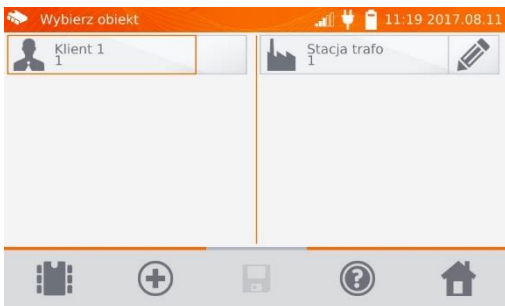 Wybierz obiekt
11:19 2017.08.11
Klient 1
1
Stacja trafo
1